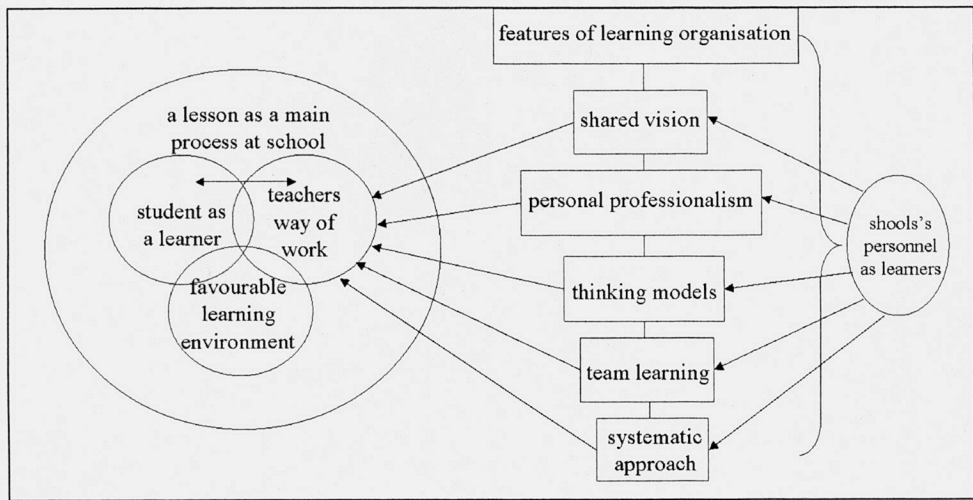 features of learning organisation
a lesson as a main
process at school
student as
a learner
teachers
way of
work
favourable
learning
environment
shared vision
personal professionalism
thinking models
team learning
systematic
approach
shools's
personnel
as learners